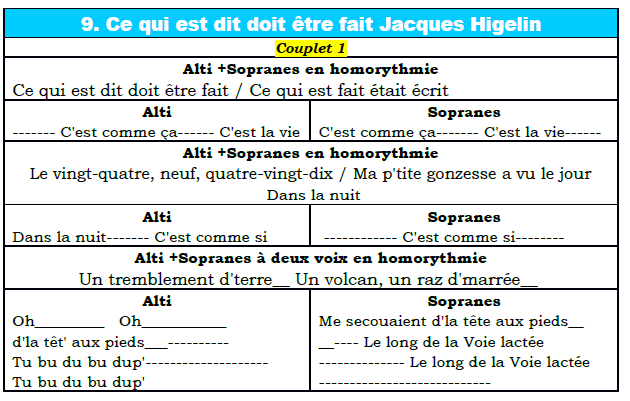 9. Ce qui est dit doit être fait Jacques Higelin
Couplet 1
Alti +Sopranes en homorythmie
Ce qui est dit doit être fait / Ce qui est fait était écrit
Alti
------- C'est comme ça------ C'est la vie
Sopranes
C'est comme ça------- C'est la vie------
Alti +Sopranes en homorythmie
Le vingt-quatre, neuf, quatre-vingt-dix / Ma p'tite gonzesse a vu le jour
Dans la nuit
Alti
Dans la nuit------- C'est comme si
Sopranes
------------ C'est comme si--------
Alti +Sopranes à deux voix en homorythmie
Un tremblement d'terre__ Un volcan, un raz d'marrée__
Alti
Oh_________ Oh___________
d'la têt' aux pieds___----------
Tu bu du bu dup'--------------------
Tu bu du bu dup'
Sopranes
Me secouaient d'la tête aux pieds__
__---- Le long de la Voie lactée
-------------- Le long de la Voie lactée
----------------------------